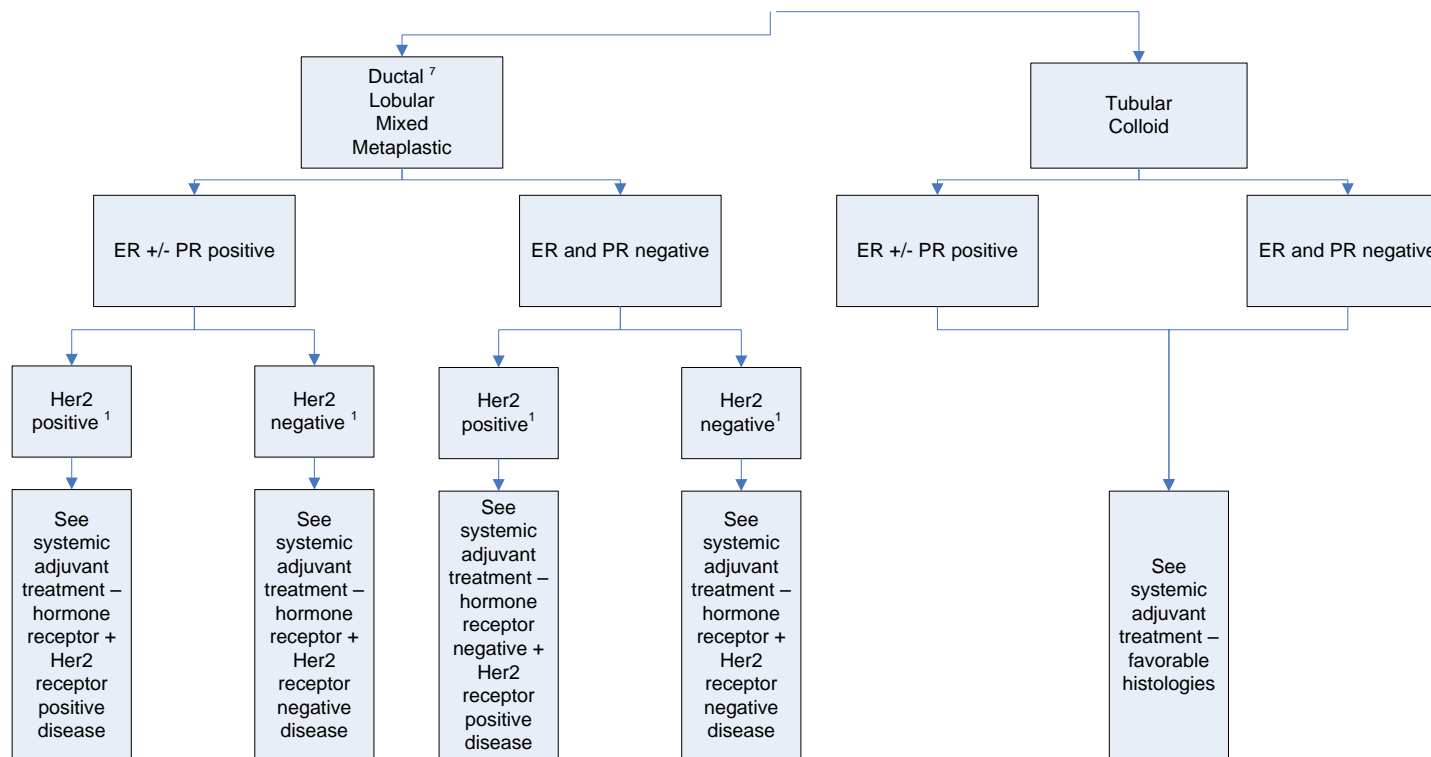 Ductal 7
Lobular
Mixed
Metaplastic
Tubular
Colloid
ER +/- PR positive
ER and PR negative
ER +/- PR positive
ER and PR negative
Her2
positive 1
Her2
negative 1
Her2
positive1
Her2
negative1
See
systemic
adjuvant
treatment –
hormone
receptor +
Her2
receptor
positive
disease
See
systemic
adjuvant
treatment –
hormone
receptor +
Her2
receptor
negative
disease
See
systemic
adjuvant
treatment –
hormone
receptor
negative +
Her2
receptor
positive
disease
See
systemic
adjuvant
treatment –
hormone
receptor +
Her2
receptor
negative
disease
See
systemic
adjuvant
treatment –
favorable
histologies